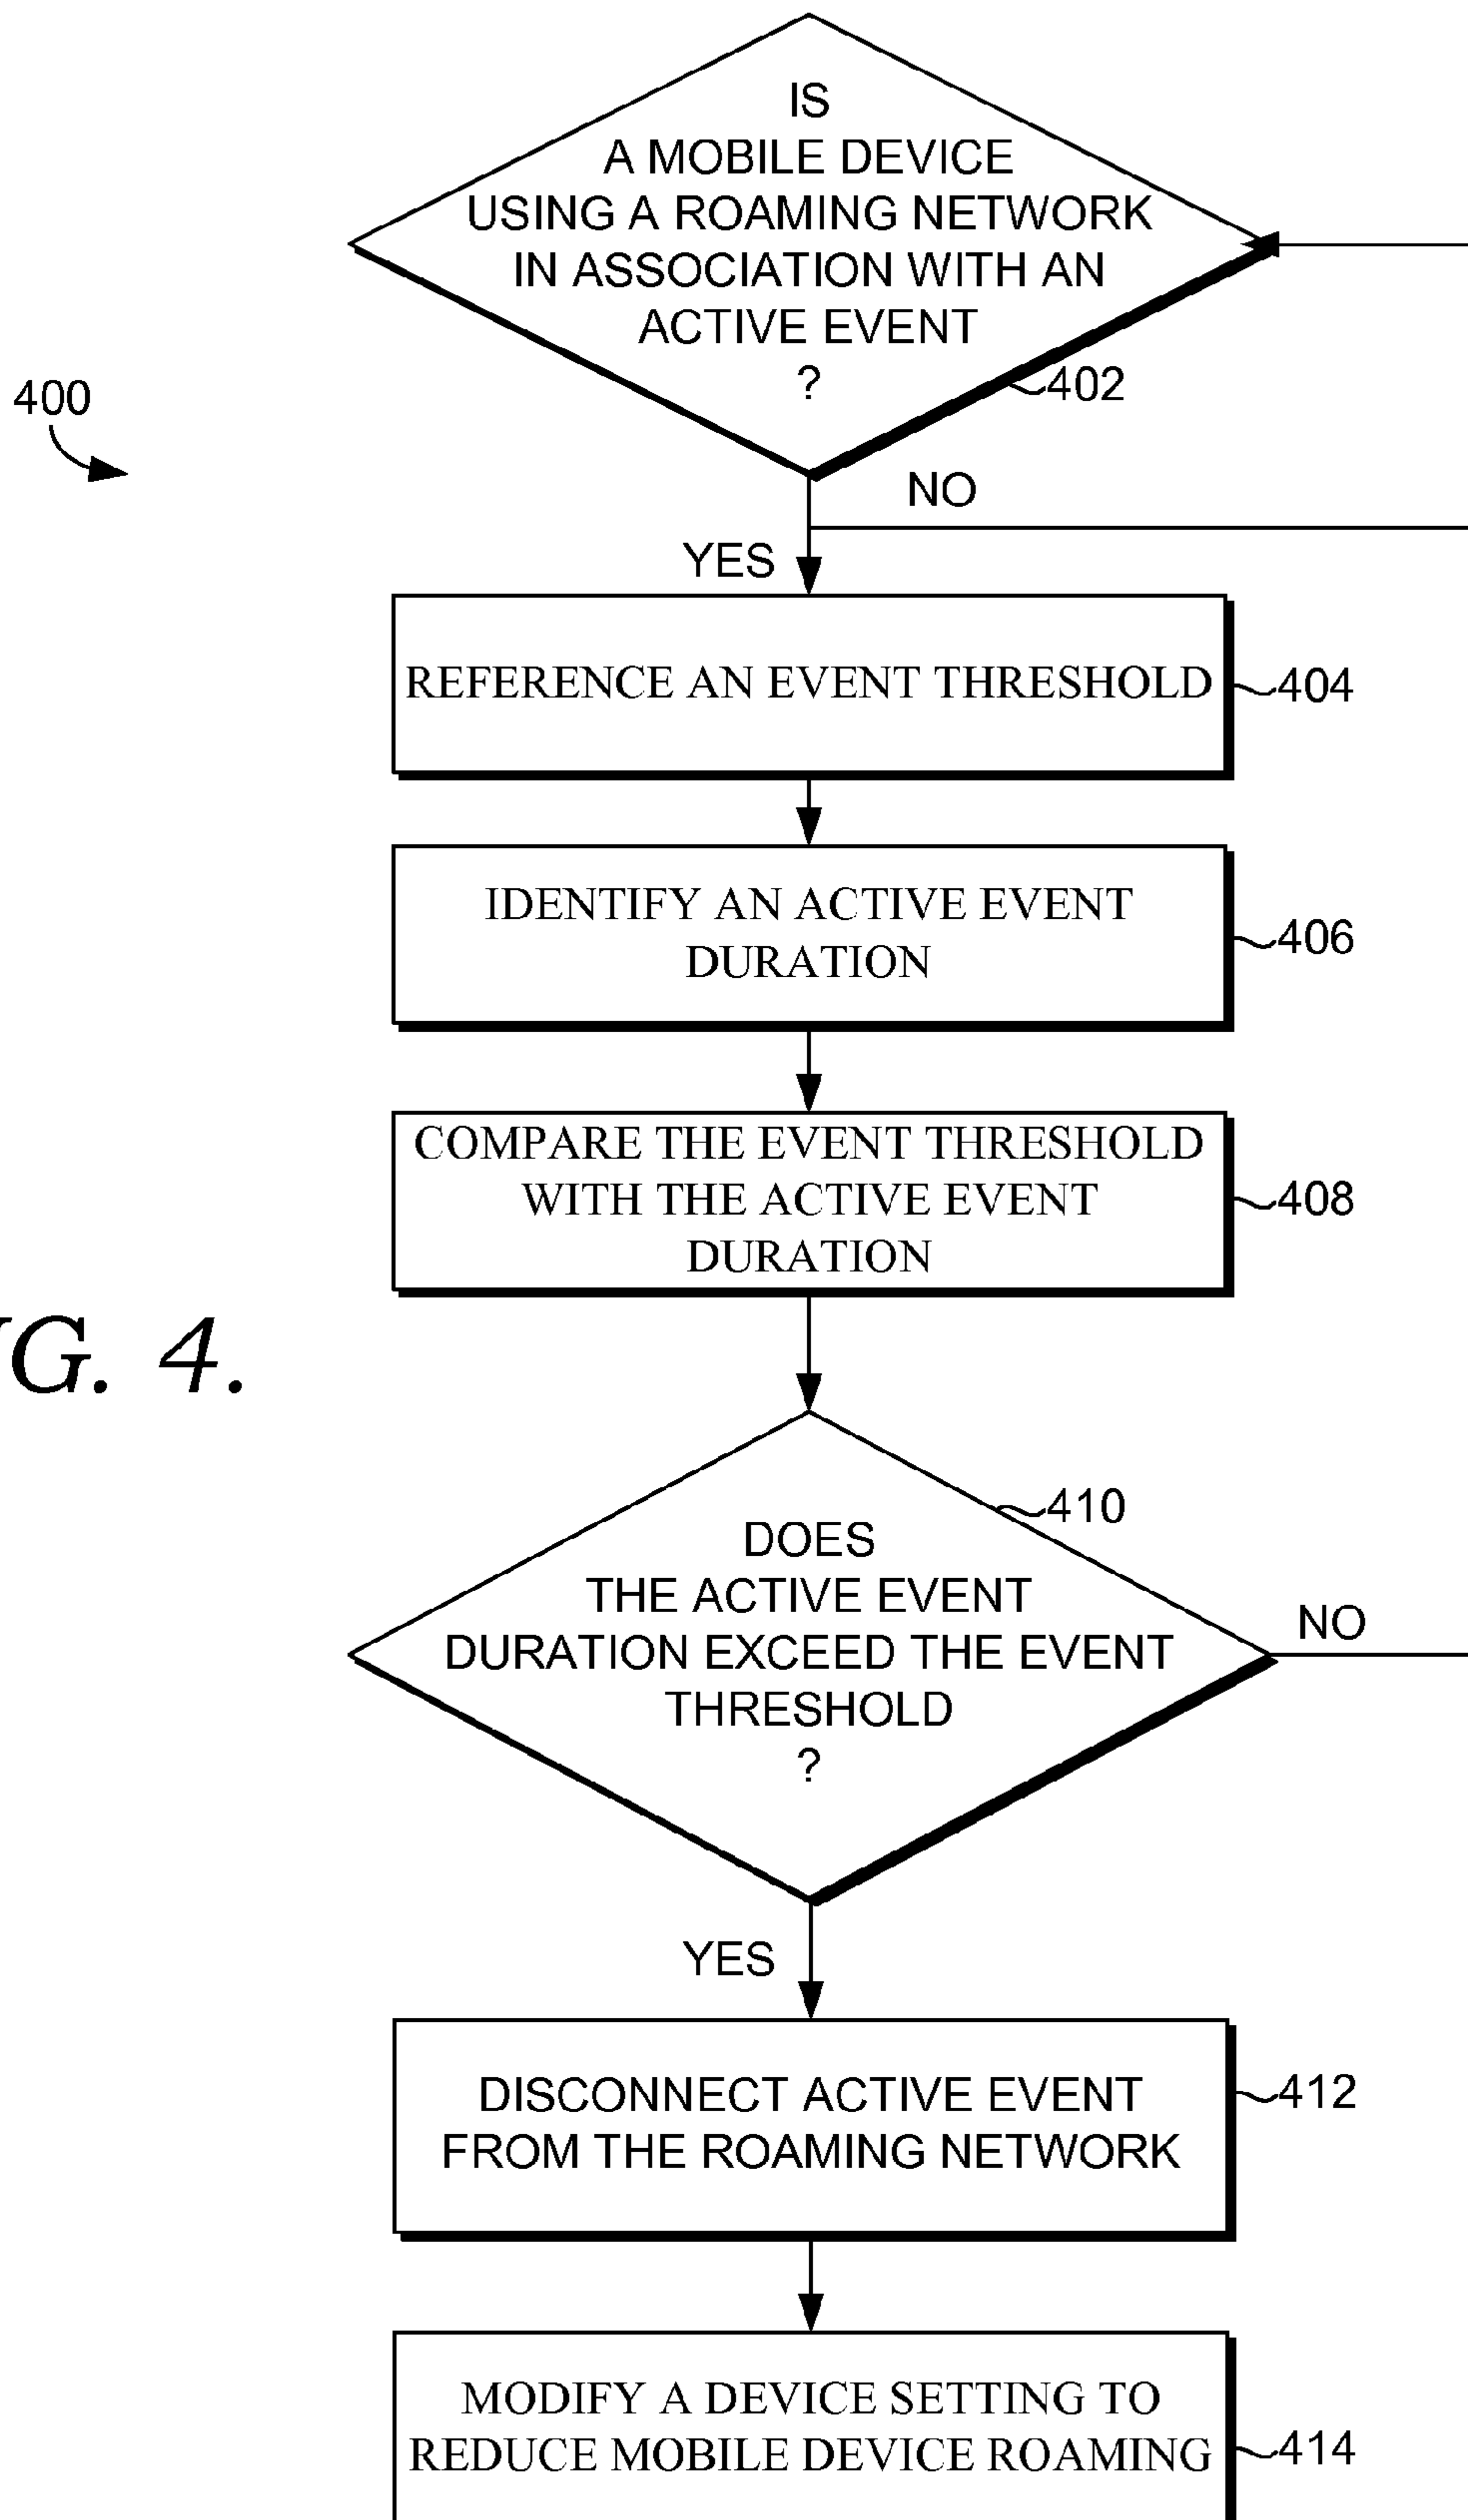 IS
A MOBILE DEVICE
USING A ROAMING NETWORK
IN ASSOCIATION WITH AN
ACTIVE EVENT
?
402
400
NO
YES
REFERENCE AN EVENT THRESHOLD
404
IDENTIFY AN ACTIVE EVENT
DURATION
406
COMPARE THE EVENT THRESHOLD
WITH THE ACTIVE EVENT
DURATION
408
G. 4.
410
DOES
THE ACTIVE EVENT
DURATION EXCEED THE EVENT
THRESHOLD
?
NO
YES
DISCONNECT ACTIVE EVENT
FROM THE ROAMING NETWORK
412
MODIFY A DEVICE SETTING TO
REDUCE MOBILE DEVICE ROAMING
414